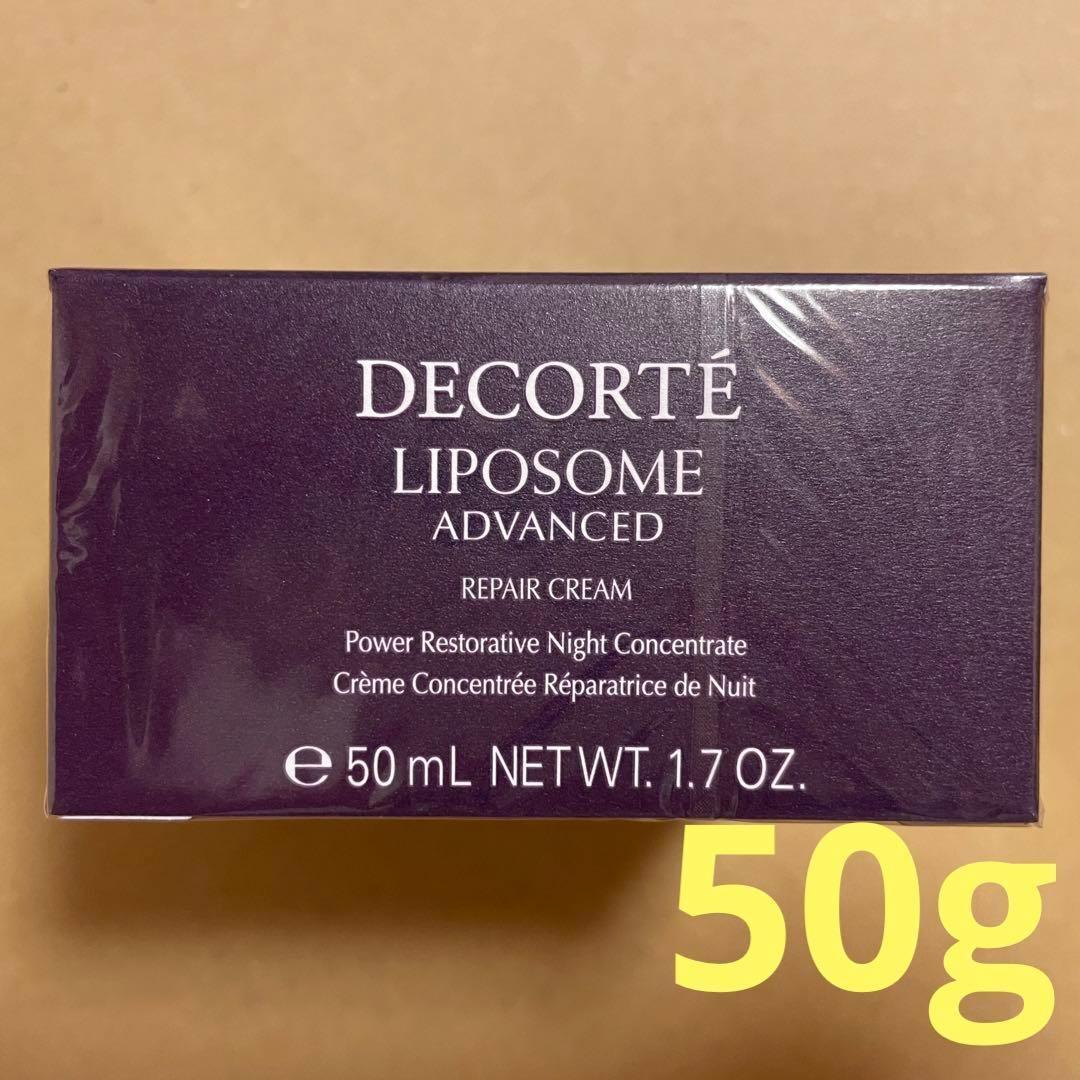 DECORTÉ
LIPOSOME
ADVANCED
REPAIR CREAM
Power Restorative Night Concentrate
Crème Concentrée Réparatrice de Nuit
℮ 50 mL NET WT. 1.7 OZ.
50g